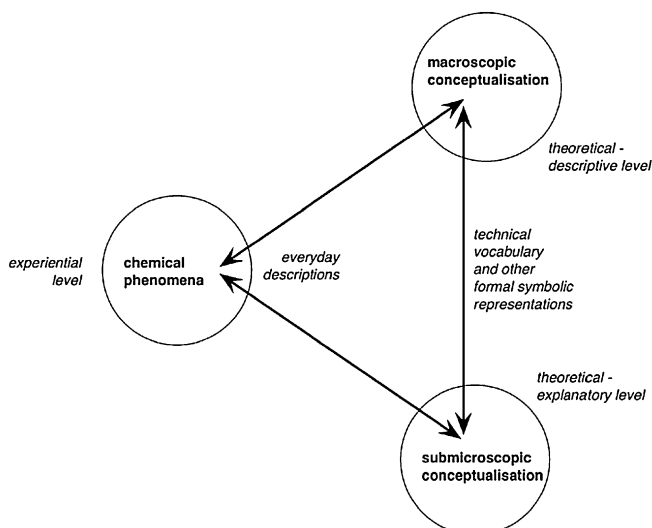 macroscopic
conceptualisation
theoretical -
descriptive level
experiential
level
chemical
phenomena
everyday
descriptions
technical
vocabulary
and other
formal symbolic
representations
theoretical -
explanatory level
submicroscopic
conceptualisation